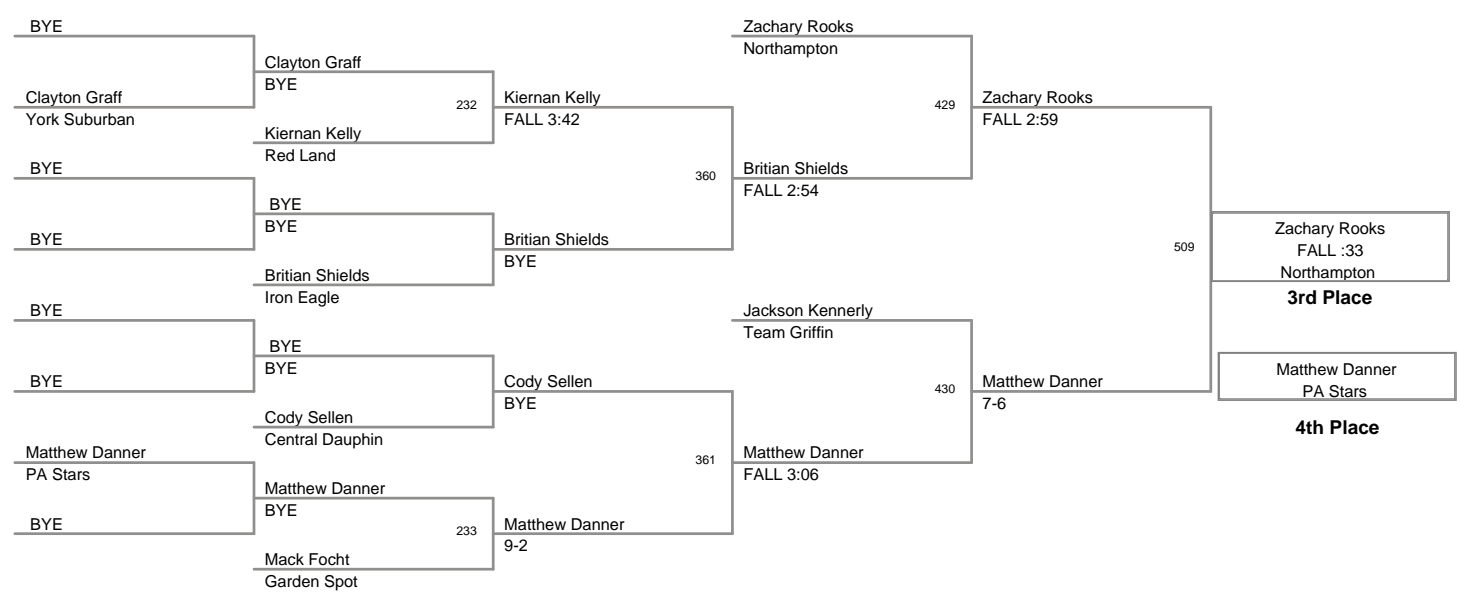 BYE
Clayton Graff
York Suburban
BYE
BYE
BYE
BYE
Matthew Danner
PA Stars
BYE
Clayton Graff
BYE
232
Kiernan Kelly
Red Land
BYE
BYE
Britian Shields
Iron Eagle
BYE
BYE
Cody Sellen
Central Dauphin
Matthew Danner
BYE
233
Mack Focht
Garden Spot
Kiernan Kelly
FALL 3:42
360
Britian Shields
BYE
Cody Sellen
BYE
361
Matthew Danner
9-2
Zachary Rooks
Northampton
429
Britian Shields
FALL 2:54
Jackson Kennerly
Team Griffin
430
Matthew Danner
FALL 3:06
Zachary Rooks
FALL 2:59
509
Matthew Danner
7-6
Zachary Rooks
FALL :33
Northampton
3rd Place
Matthew Danner
PA Stars
4th Place